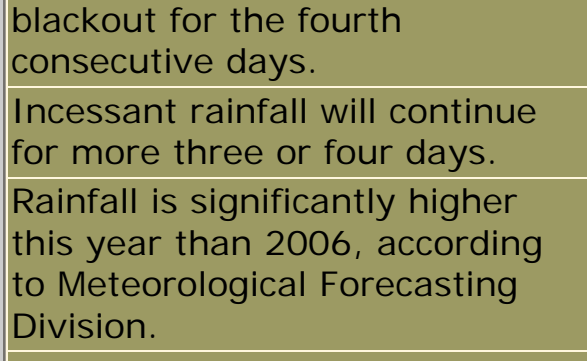 blackout for the fourth
consecutive days.
Incessant rainfall will continue
for more three or four days.
Rainfall is significantly higher
this year than 2006, according
to Meteorological Forecasting
Division.